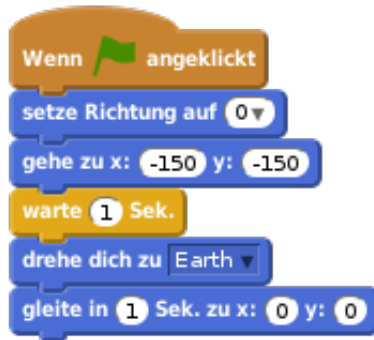 Wenn angeklickt
setze Richtung auf 0
gehe zu x: -150 y: -150
warte 1 Sek.
drehe dich zu Earth
gleite in 1 Sek. zu x: 0 y: 0